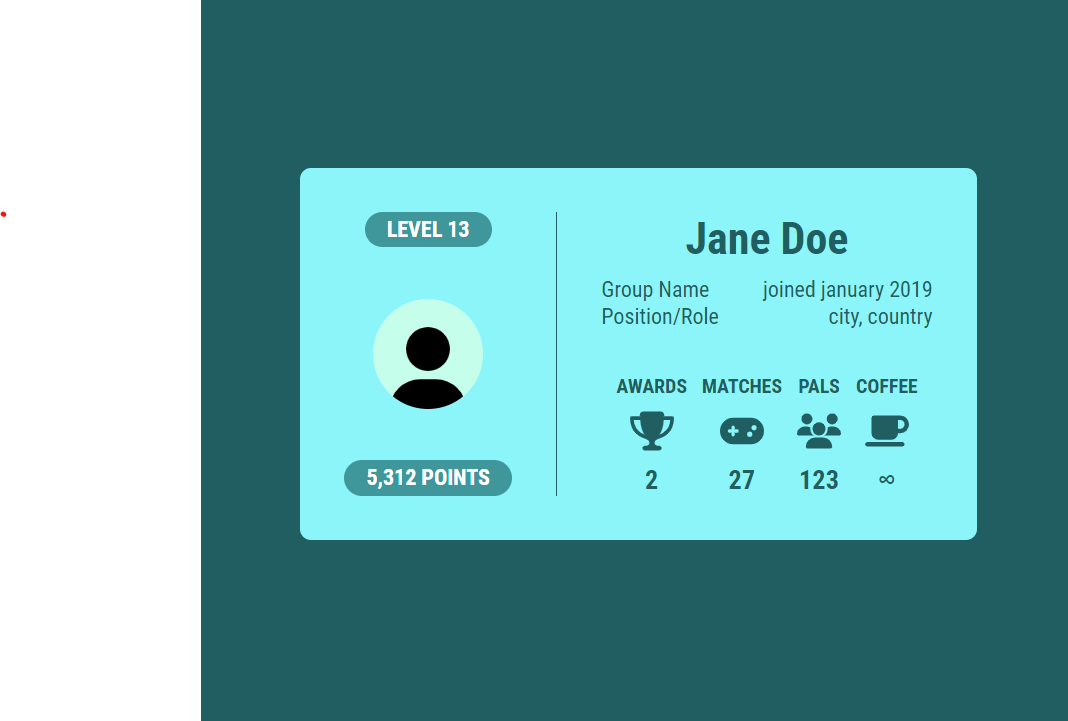 LEVEL 13
5,312 POINTS
Jane Doe
Group Name joined january 2019
Position/Role city, country
AWARDS MATCHES PALS COFFEE
2 27 123 ∞